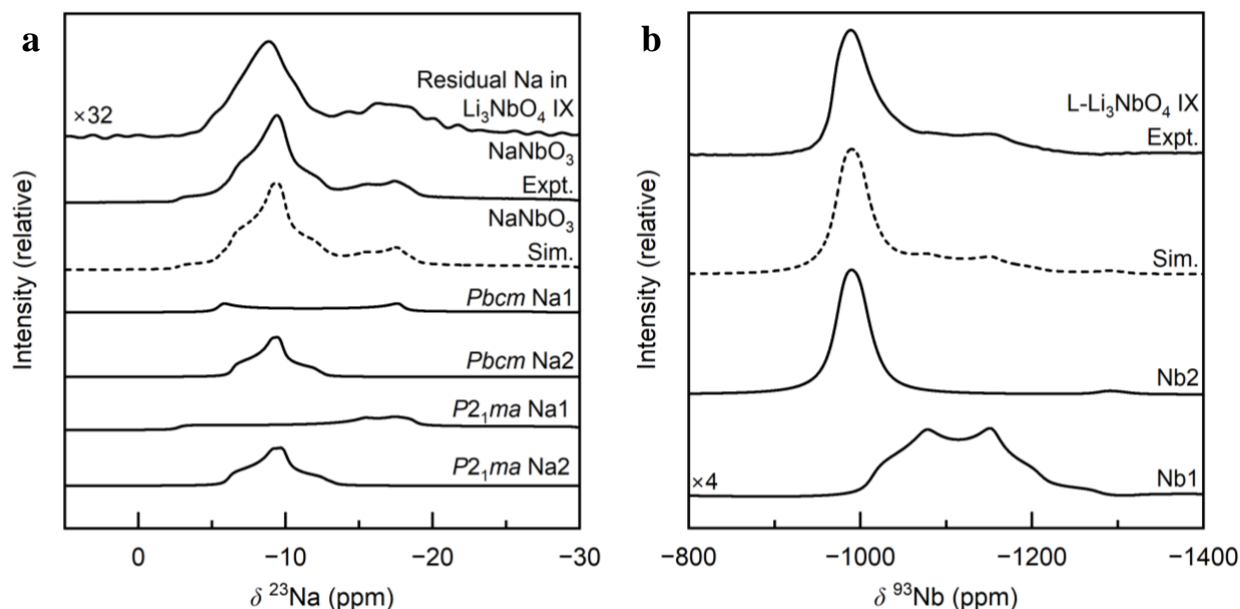 a
×32
Residual Na in
Li₃NbO₄ IX
NaNbO₃
Expt.
NaNbO₃
Sim.
Pbcm Na1
Pbcm Na2
P2₁ma Na1
P2₁ma Na2
Intensity (relative)
0 −10 −20 −30
δ ²³Na (ppm)
b
L-Li₃NbO₄ IX
Expt.
Sim.
Nb2
×4
Nb1
Intensity (relative)
−800 −1000 −1200 −1400
δ ⁹³Nb (ppm)